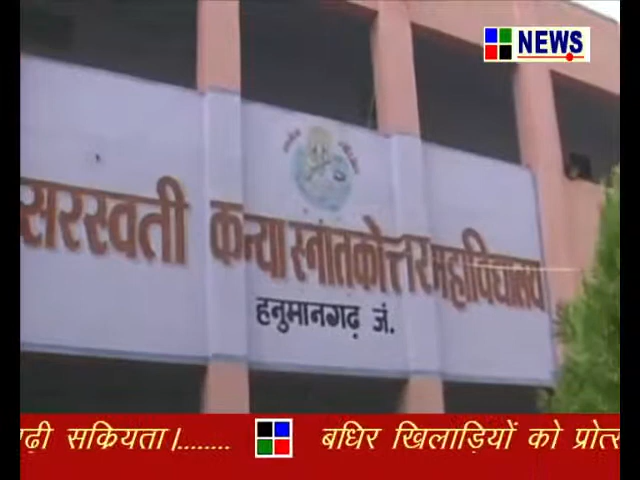 NEWS
सरस्वती कन्या स्नातकोत्तर महाविद्यालय
हनुमानगढ़ जं.
ढ़ी सकियता।........ बधिर खिलाड़ियों को प्रोत्स